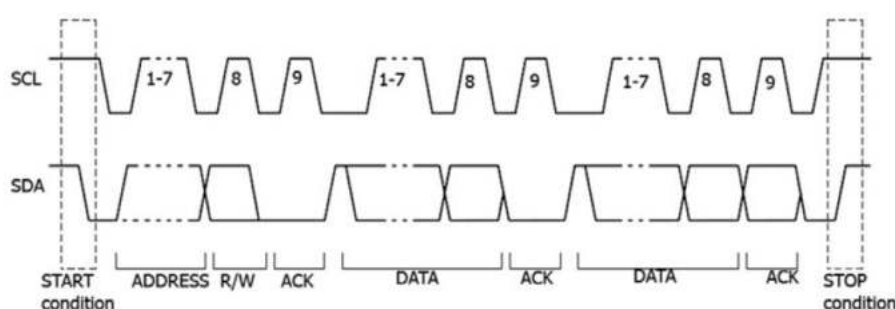 SCL 1-7 8 9 1-7 8 9 1-7 8 9
SDA
START condition ADDRESS R/W ACK DATA ACK DATA ACK STOP condition